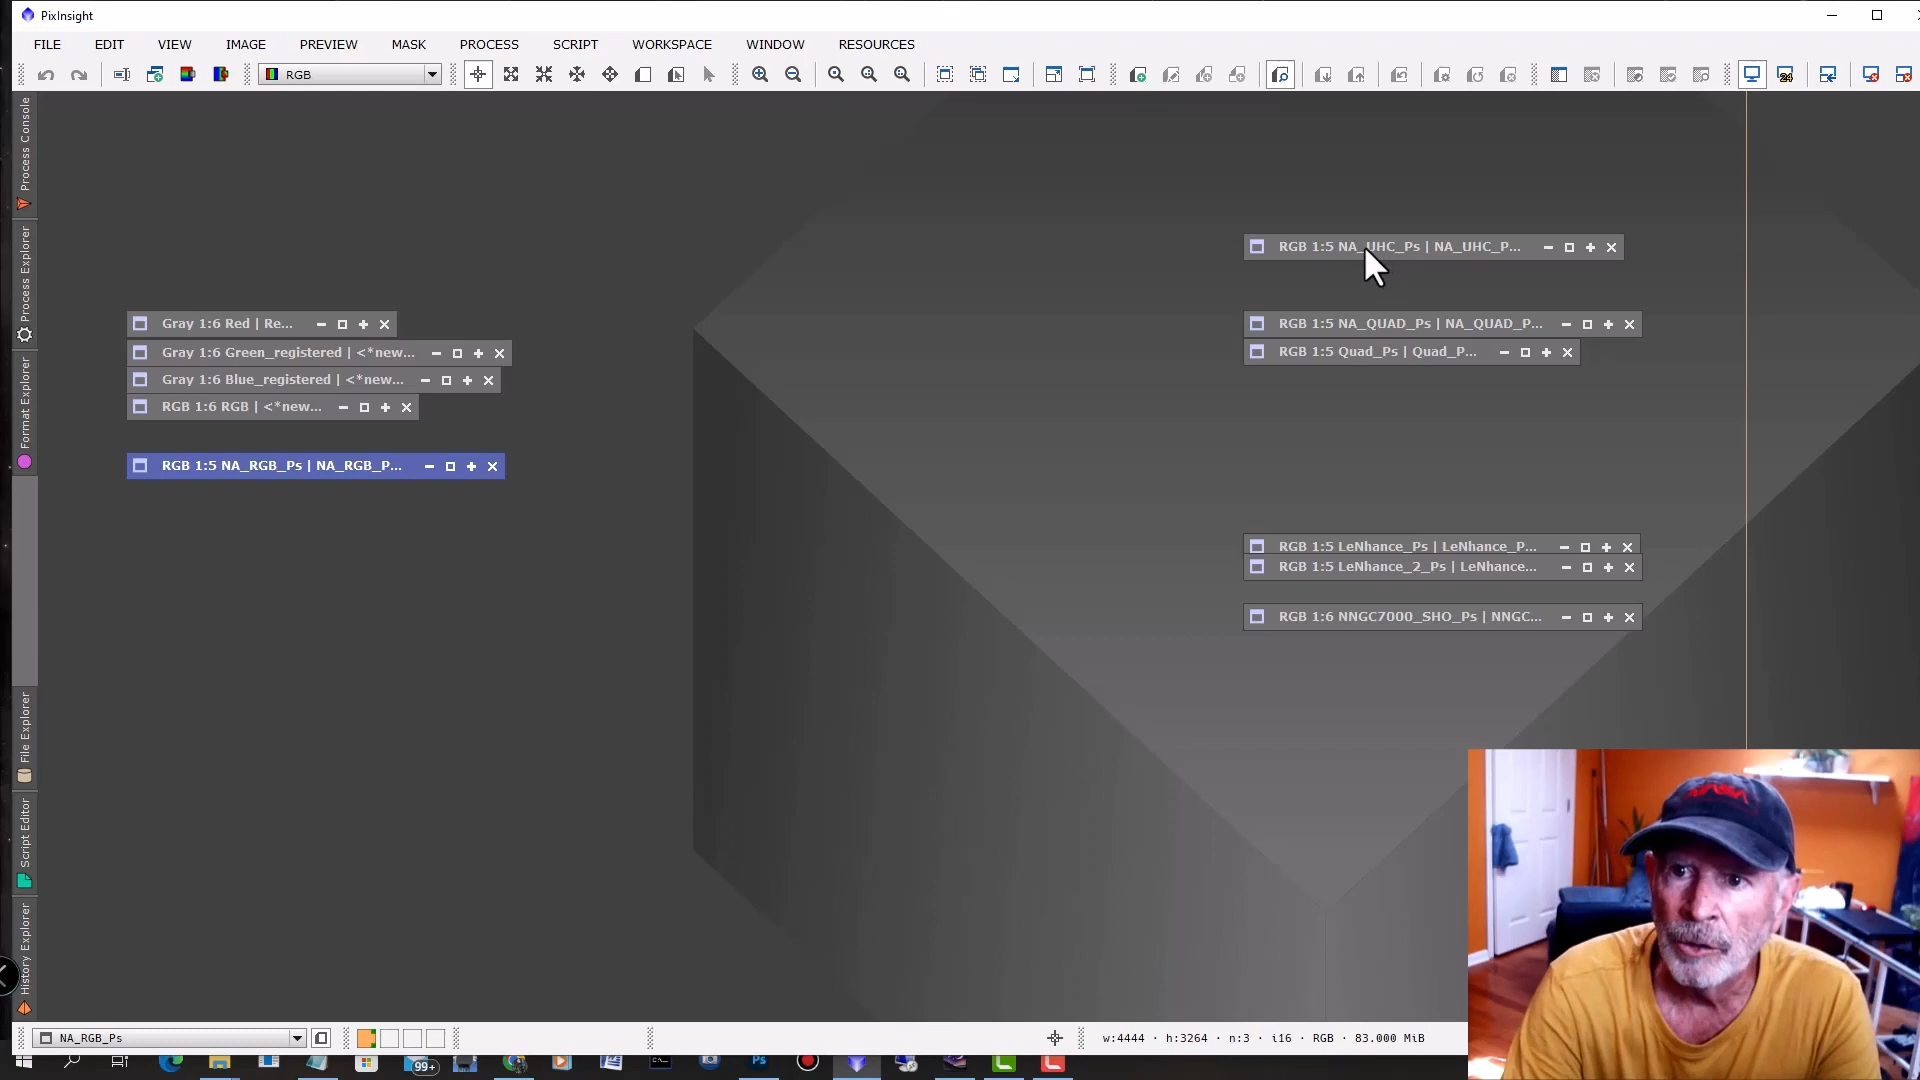 PixInsight
FILE EDIT VIEW IMAGE PREVIEW MASK PROCESS SCRIPT WORKSPACE WINDOW RESOURCES
RGB
24
Process Console
Process Explorer
Format Explorer
File Explorer
Script Editor
History Explorer
Gray 1:6 Red | Re...
Gray 1:6 Green_registered | <*new...
Gray 1:6 Blue_registered | <*new...
RGB 1:6 RGB | <*new...
RGB 1:5 NA_RGB_Ps | NA_RGB_P...
RGB 1:5 NA_UHC_Ps | NA_UHC_P...
RGB 1:5 NA_QUAD_Ps | NA_QUAD_P...
RGB 1:5 Quad_Ps | Quad_P...
RGB 1:5 LeNhance_Ps | LeNhance_P...
RGB 1:5 LeNhance_2_Ps | LeNhance...
RGB 1:6 NNGC7000_SHO_Ps | NNGC...
NA_RGB_Ps
w:4444 · h:3264 · n:3 · i16 · RGB · 83.000 MiB
99+
Ps